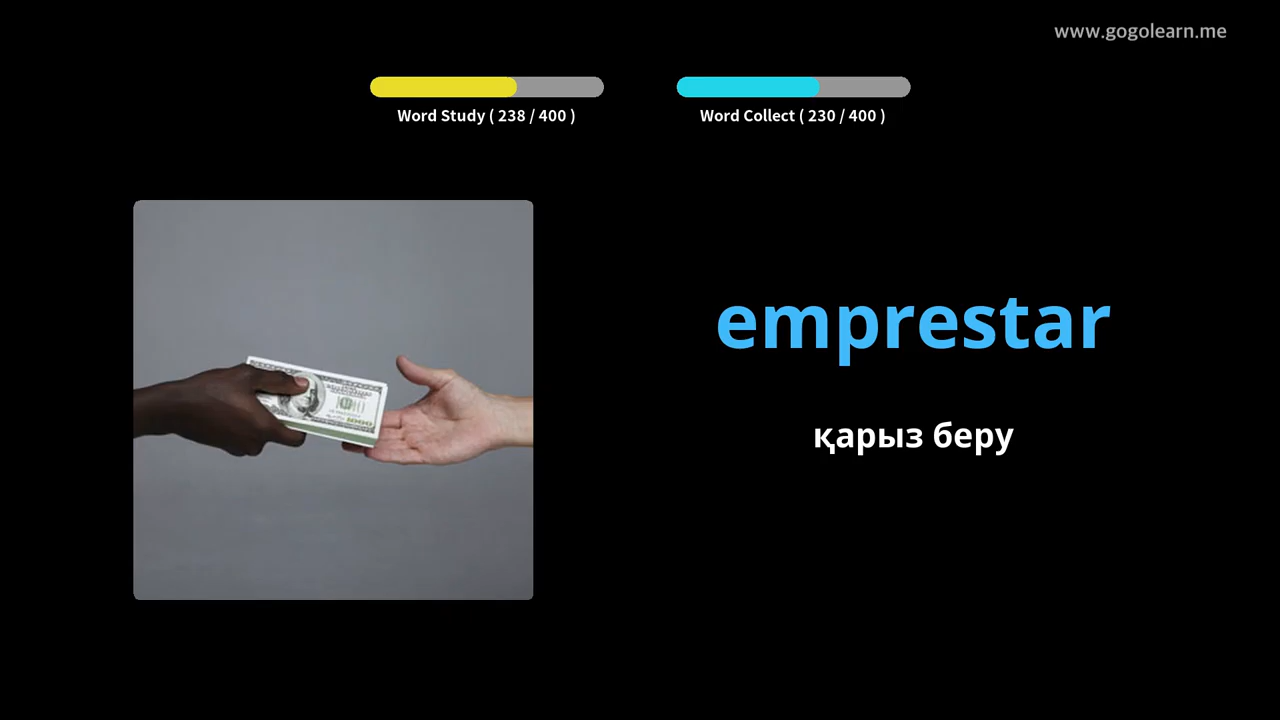 www.gogolearn.me
Word Study ( 238 / 400 )
Word Collect ( 230 / 400 )
emprestar
қарыз беру